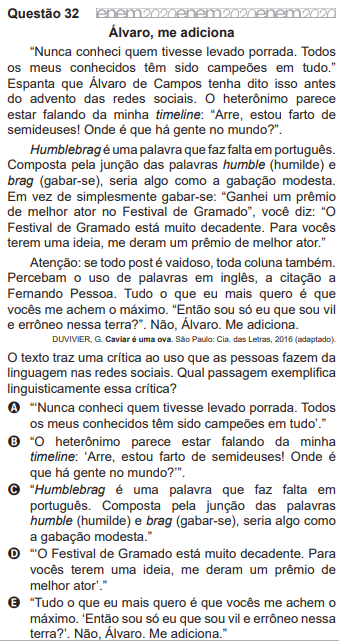 Questão 32 enem2020enem2020enem2020
Álvaro, me adiciona
“Nunca conheci quem tivesse levado porrada. Todos
os meus conhecidos têm sido campeões em tudo.”
Espanta que Álvaro de Campos tenha dito isso antes
do advento das redes sociais. O heterônimo parece
estar falando da minha timeline: “Arre, estou farto de
semideuses! Onde é que há gente no mundo?”.
Humblebrag é uma palavra que faz falta em português.
Composta pela junção das palavras humble (humilde) e
brag (gabar-se), seria algo como a gabação modesta.
Em vez de simplesmente gabar-se: “Ganhei um prêmio
de melhor ator no Festival de Gramado”, você diz: “O
Festival de Gramado está muito decadente. Para vocês
terem uma ideia, me deram um prêmio de melhor ator.”
Atenção: se todo post é vaidoso, toda coluna também.
Percebam o uso de palavras em inglês, a citação a
Fernando Pessoa. Tudo o que eu mais quero é que
vocês me achem o máximo. “Então sou só eu que sou vil
e errôneo nessa terra?”. Não, Álvaro. Me adiciona.
DUVIVIER, G. Caviar é uma ova. São Paulo: Cia. das Letras, 2016 (adaptado).
O texto traz uma crítica ao uso que as pessoas fazem da
linguagem nas redes sociais. Qual passagem exemplifica
linguisticamente essa crítica?
A “‘Nunca conheci quem tivesse levado porrada. Todos
os meus conhecidos têm sido campeões em tudo’.”
B “O heterônimo parece estar falando da minha
timeline: ‘Arre, estou farto de semideuses! Onde é
que há gente no mundo?’”.
C “Humblebrag é uma palavra que faz falta em
português. Composta pela junção das palavras
humble (humilde) e brag (gabar-se), seria algo como
a gabação modesta.”
D “‘O Festival de Gramado está muito decadente. Para
vocês terem uma ideia, me deram um prêmio de
melhor ator’.”
E “Tudo o que eu mais quero é que vocês me achem o
máximo. ‘Então sou só eu que sou vil e errôneo nessa
terra?’. Não, Álvaro. Me adiciona.”